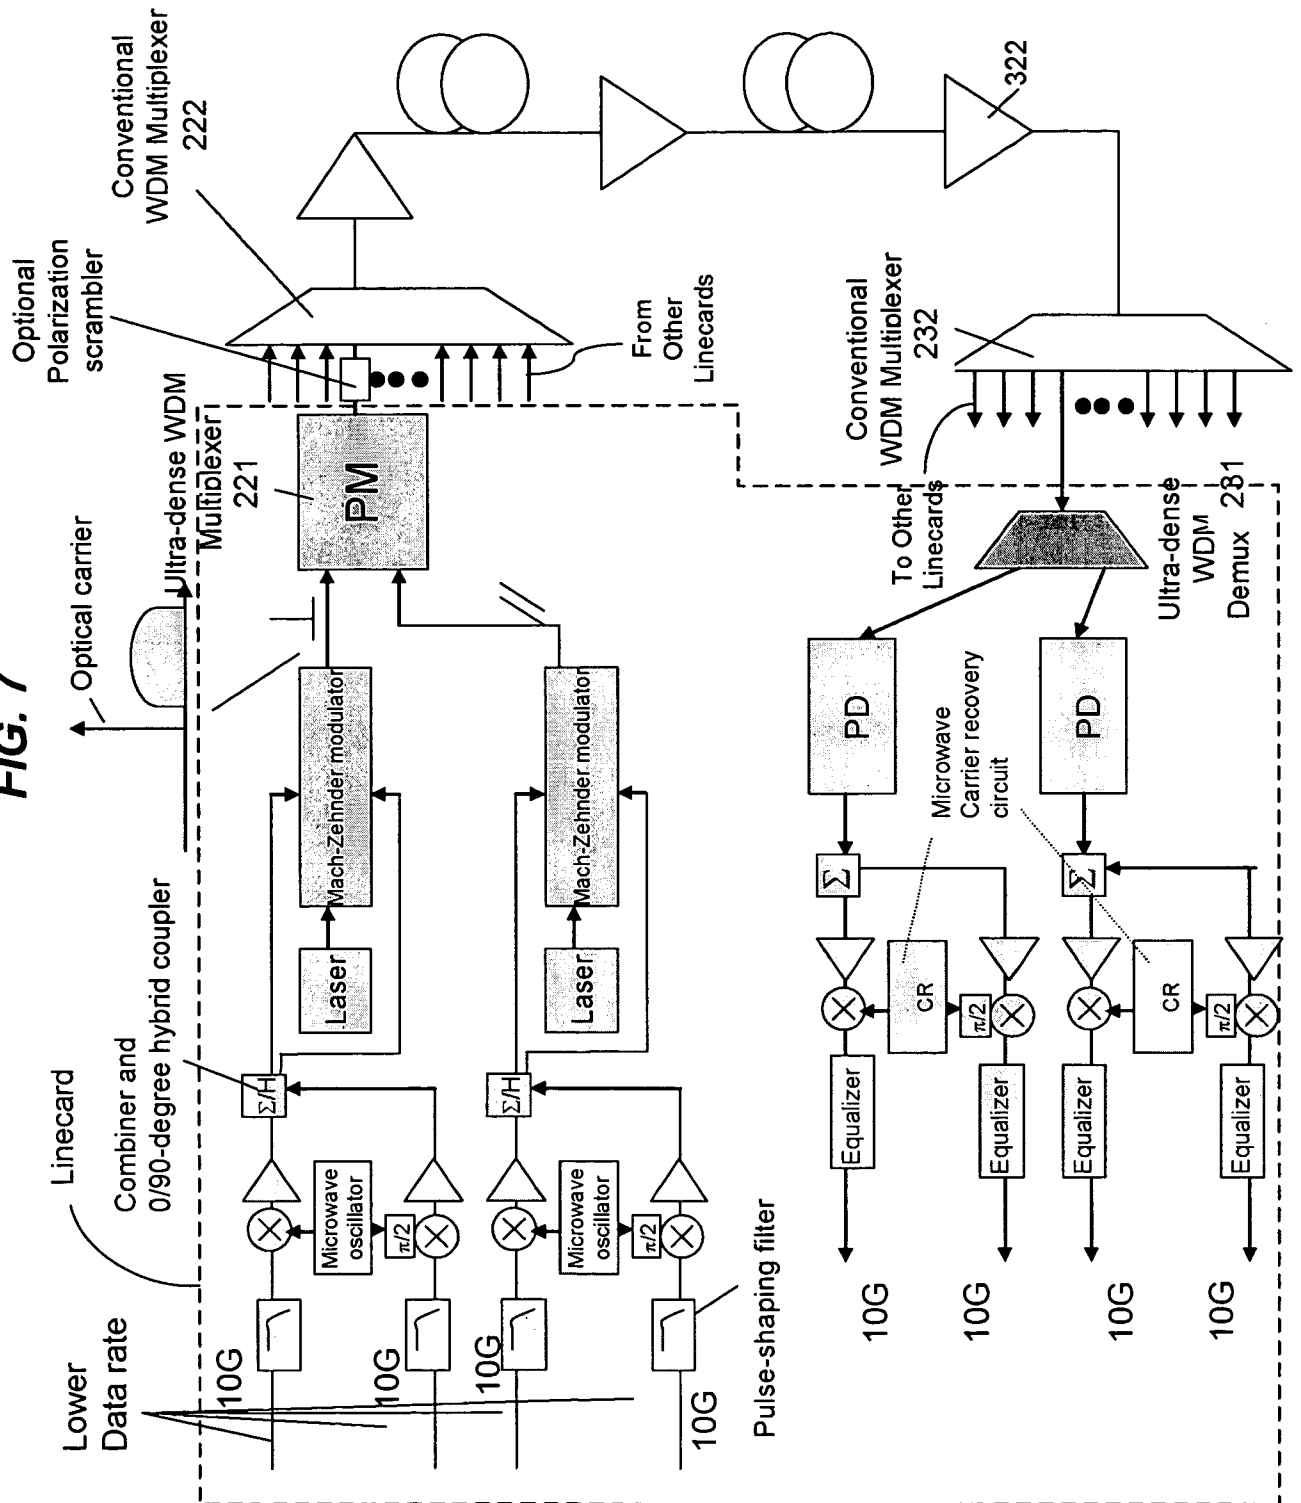 FIG. 7
Linecard
Lower
Data rate
Combiner and
0/90-degree hybrid coupler
Optical carrier
Ultra-dense WDM
Multiplexer
221
Optional
Polarization
scrambler
Conventional
WDM Multiplexer
222
10G
10G
10G
10G
Pulse-shaping filter
Microwave
oscillator
π/2
Σ/H
Laser
Mach-Zehnder modulator
Microwave
oscillator
π/2
Σ/H
Laser
Mach-Zehnder modulator
PM
From
Other
Linecards
322
Conventional
WDM Multiplexer
232
To Other
Linecards
Ultra-dense
WDM
Demux
231
PD
PD
Microwave
Carrier recovery
circuit
Σ
Σ
CR
π/2
CR
π/2
Equalizer
Equalizer
Equalizer
Equalizer
10G
10G
10G
10G